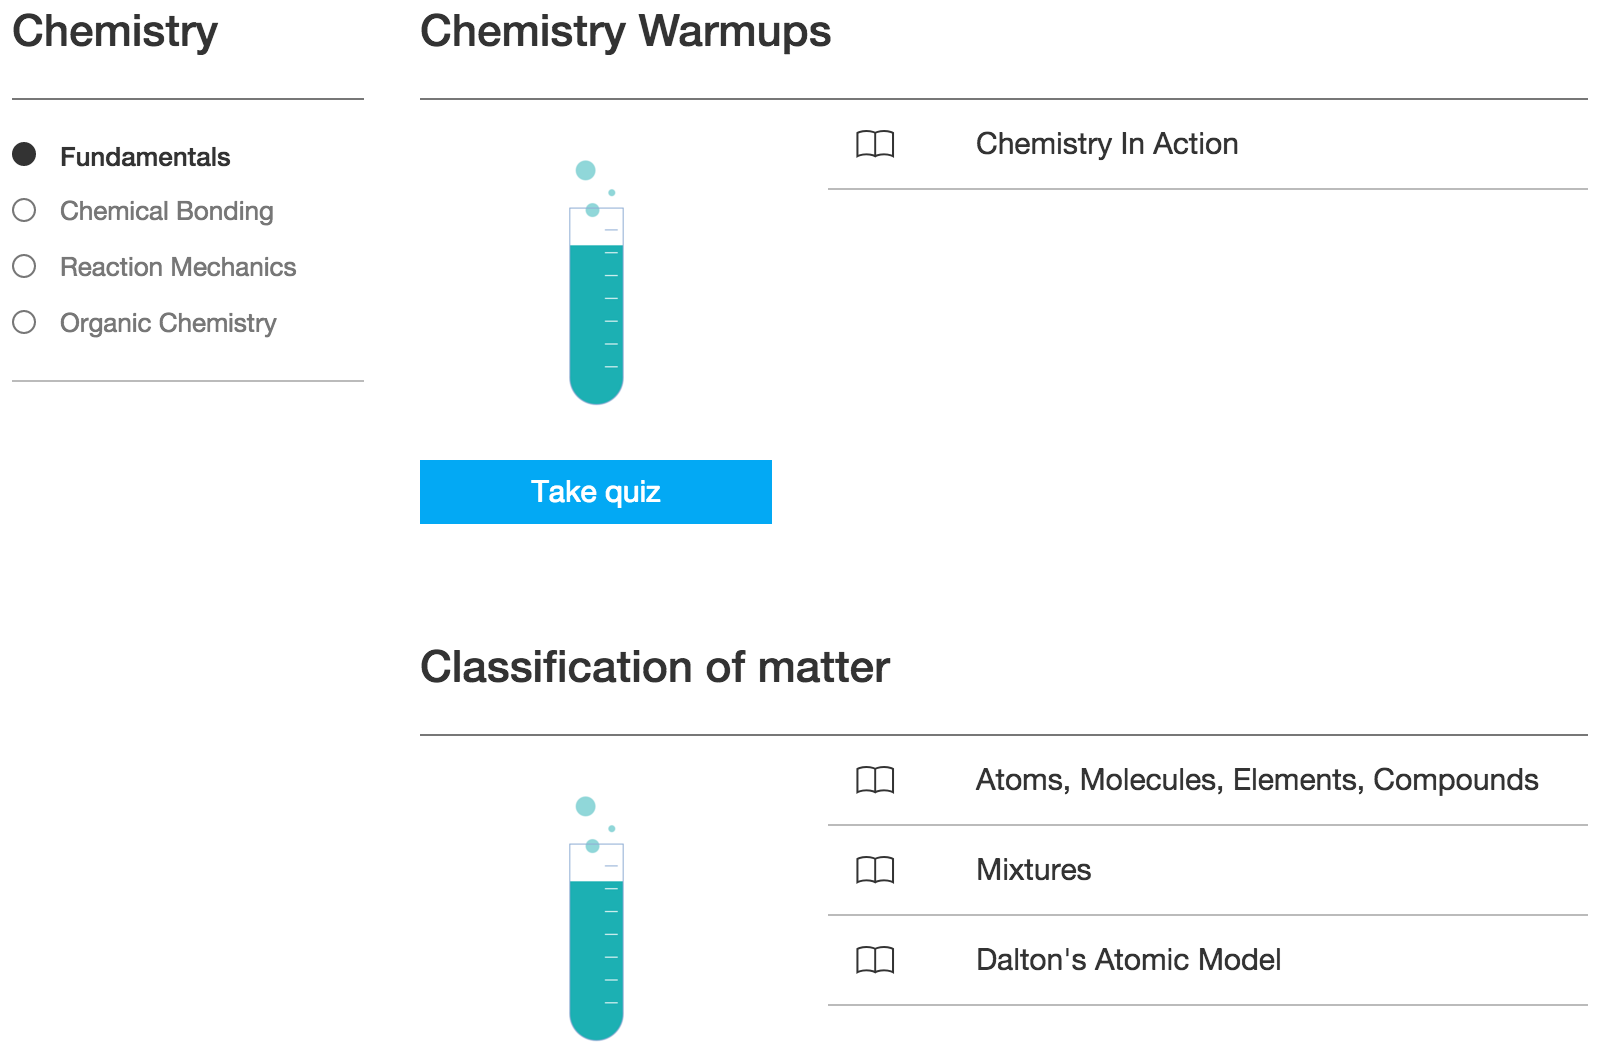 Chemistry
Fundamentals
Chemical Bonding
Reaction Mechanics
Organic Chemistry
Chemistry Warmups
Chemistry In Action
Take quiz
Classification of matter
Atoms, Molecules, Elements, Compounds
Mixtures
Dalton's Atomic Model